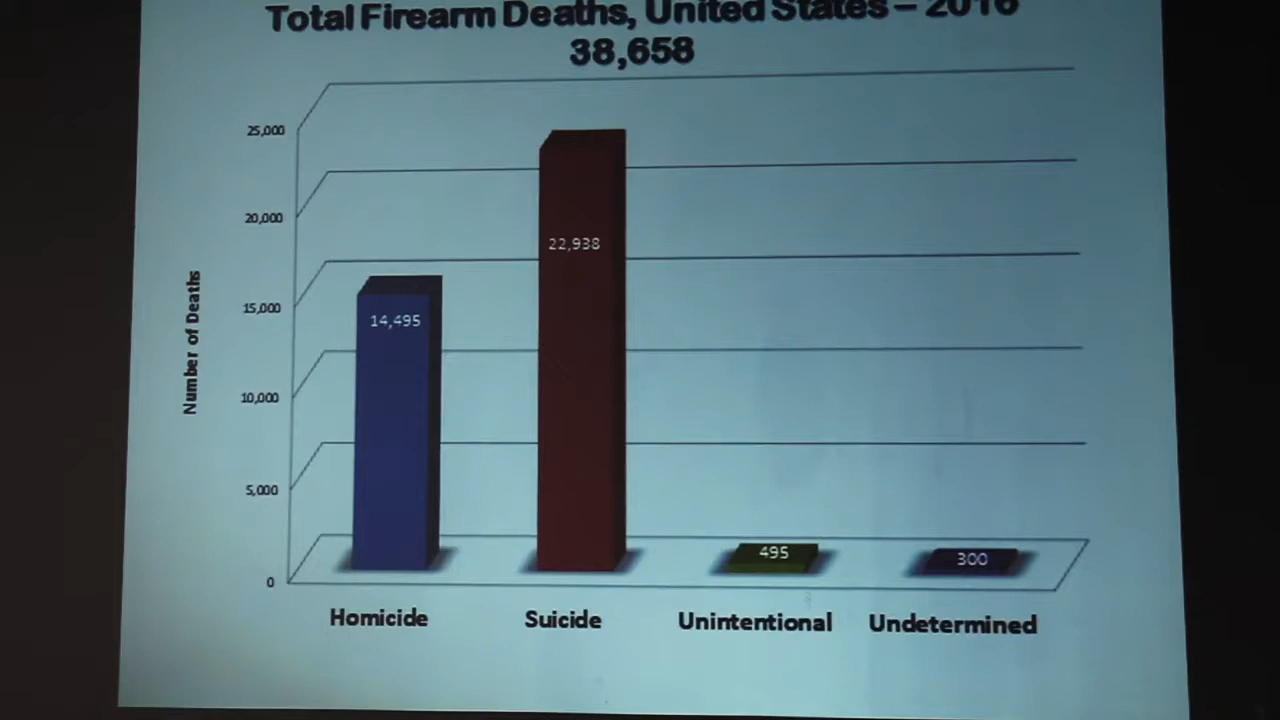 Total Firearm Deaths, United States – 2016
38,658
25,000
20,000
15,000
10,000
5,000
0
Number of Deaths
14,495
22,938
495
300
Homicide
Suicide
Unintentional
Undetermined